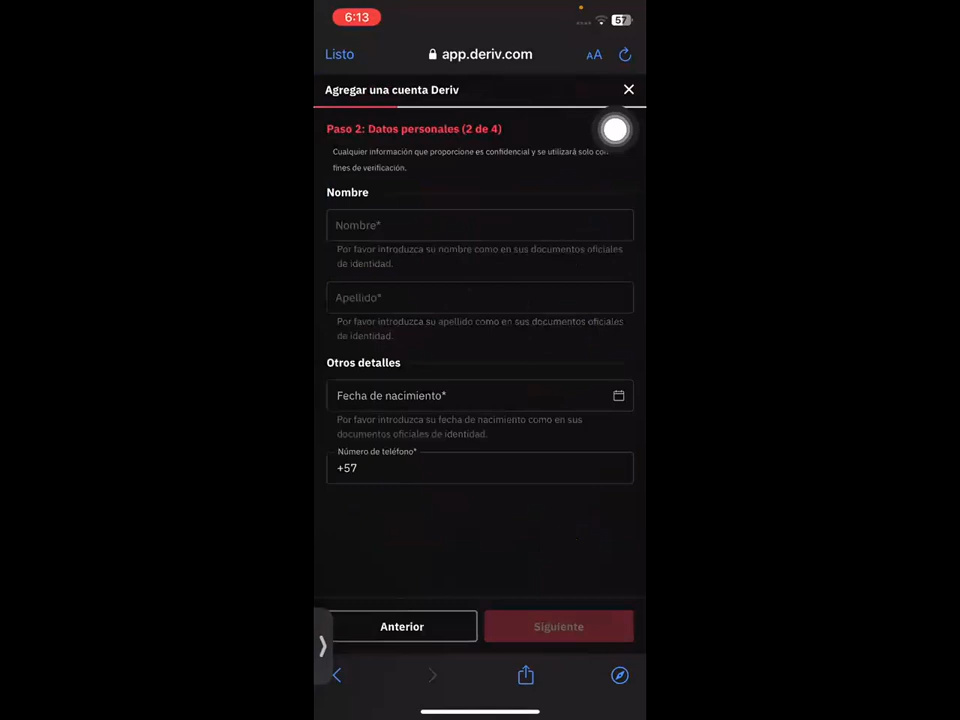 6:13
57
Listo
app.deriv.com
AA
Agregar una cuenta Deriv
Paso 2: Datos personales (2 de 4)
Cualquier información que proporcione es confidencial y se utilizará solo con
fines de verificación.
Nombre
Nombre*
Por favor introduzca su nombre como en sus documentos oficiales
de identidad.
Apellido*
Por favor introduzca su apellido como en sus documentos oficiales
de identidad.
Otros detalles
Fecha de nacimiento*
Por favor introduzca su fecha de nacimiento como en sus
documentos oficiales de identidad.
Número de teléfono*
+57
Anterior
Siguiente